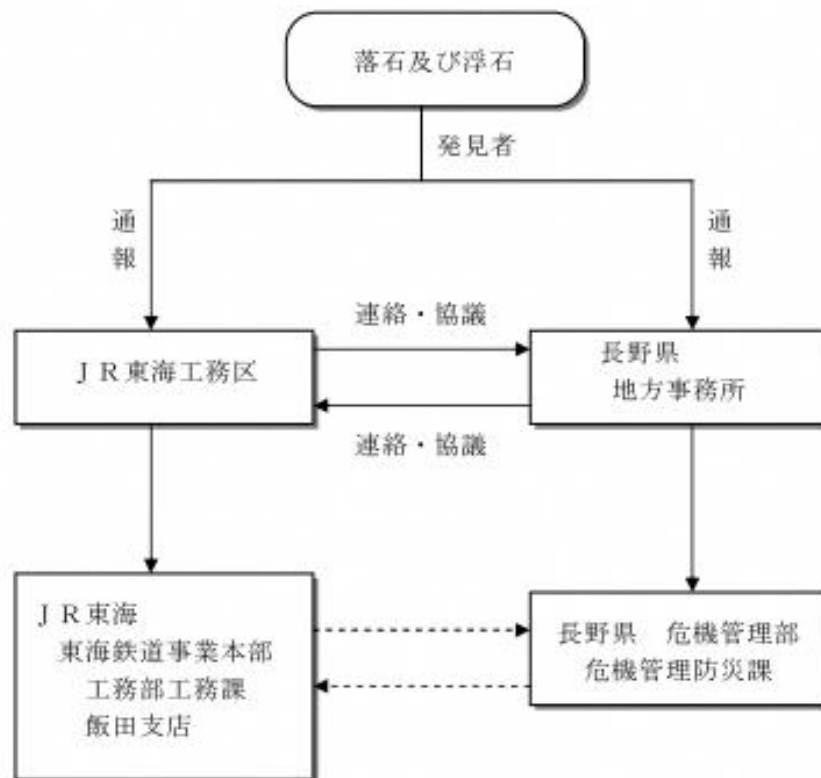 落石及び浮石
発見者
通報
通報
連絡・協議
ＪＲ東海工務区
長野県
地方事務所
連絡・協議
ＪＲ東海
東海鉄道事業本部
工務部工務課
飯田支店
長野県　危機管理部
危機管理防災課